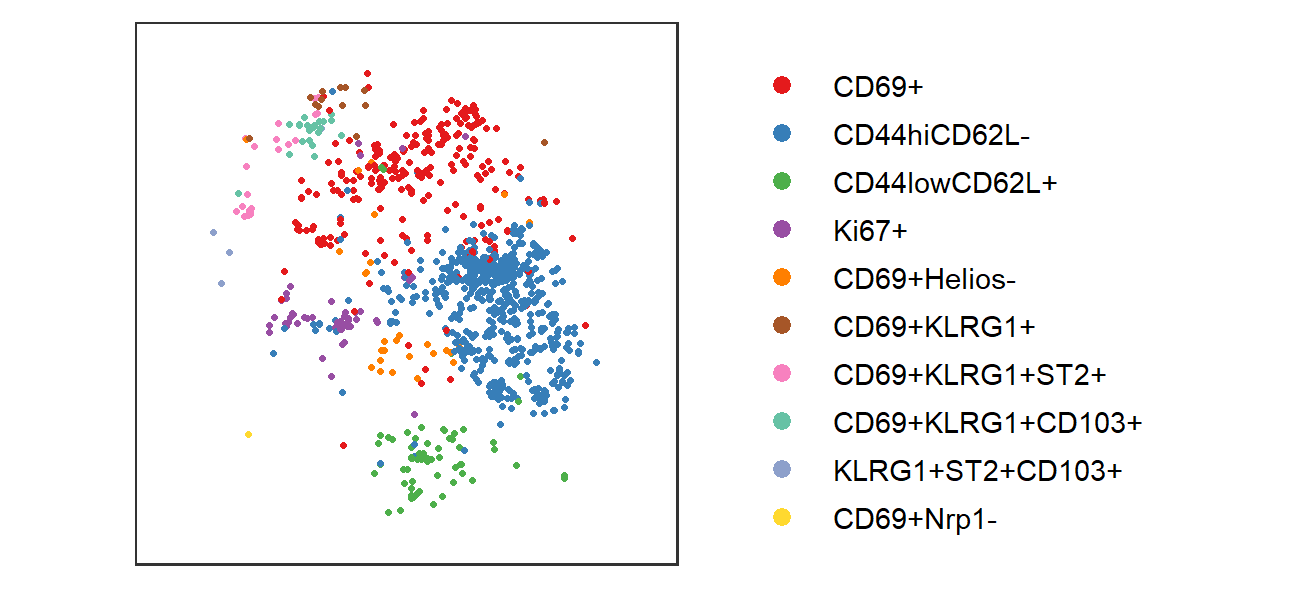 CD69+
CD44hiCD62L-
CD44lowCD62L+
Ki67+
CD69+Helios-
CD69+KLRG1+
CD69+KLRG1+ST2+
CD69+KLRG1+CD103+
KLRG1+ST2+CD103+
CD69+Nrp1-